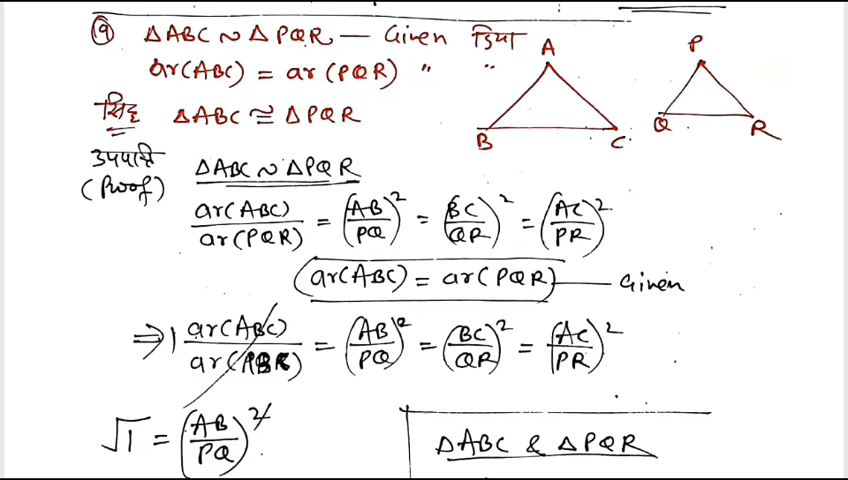 (9) ΔABC ~ ΔPQR — Given दिया
ar(ABC) = ar(PQR) " "
A
B
C
P
Q
R
सिद्ध ΔABC ≅ ΔPQR
उपपत्ति
(Proof)
ΔABC ~ ΔPQR
ar(ABC)/ar(PQR) = (AB/PQ)² = (BC/QR)² = (AC/PR)²
ar(ABC) = ar(PQR) — Given
⇒ 1 ar(ABC)/ar(PBC) = (AB/PQ)² = (BC/QR)² = (AC/PR)²
√1 = (AB/PQ)²
ΔABC & ΔPQR